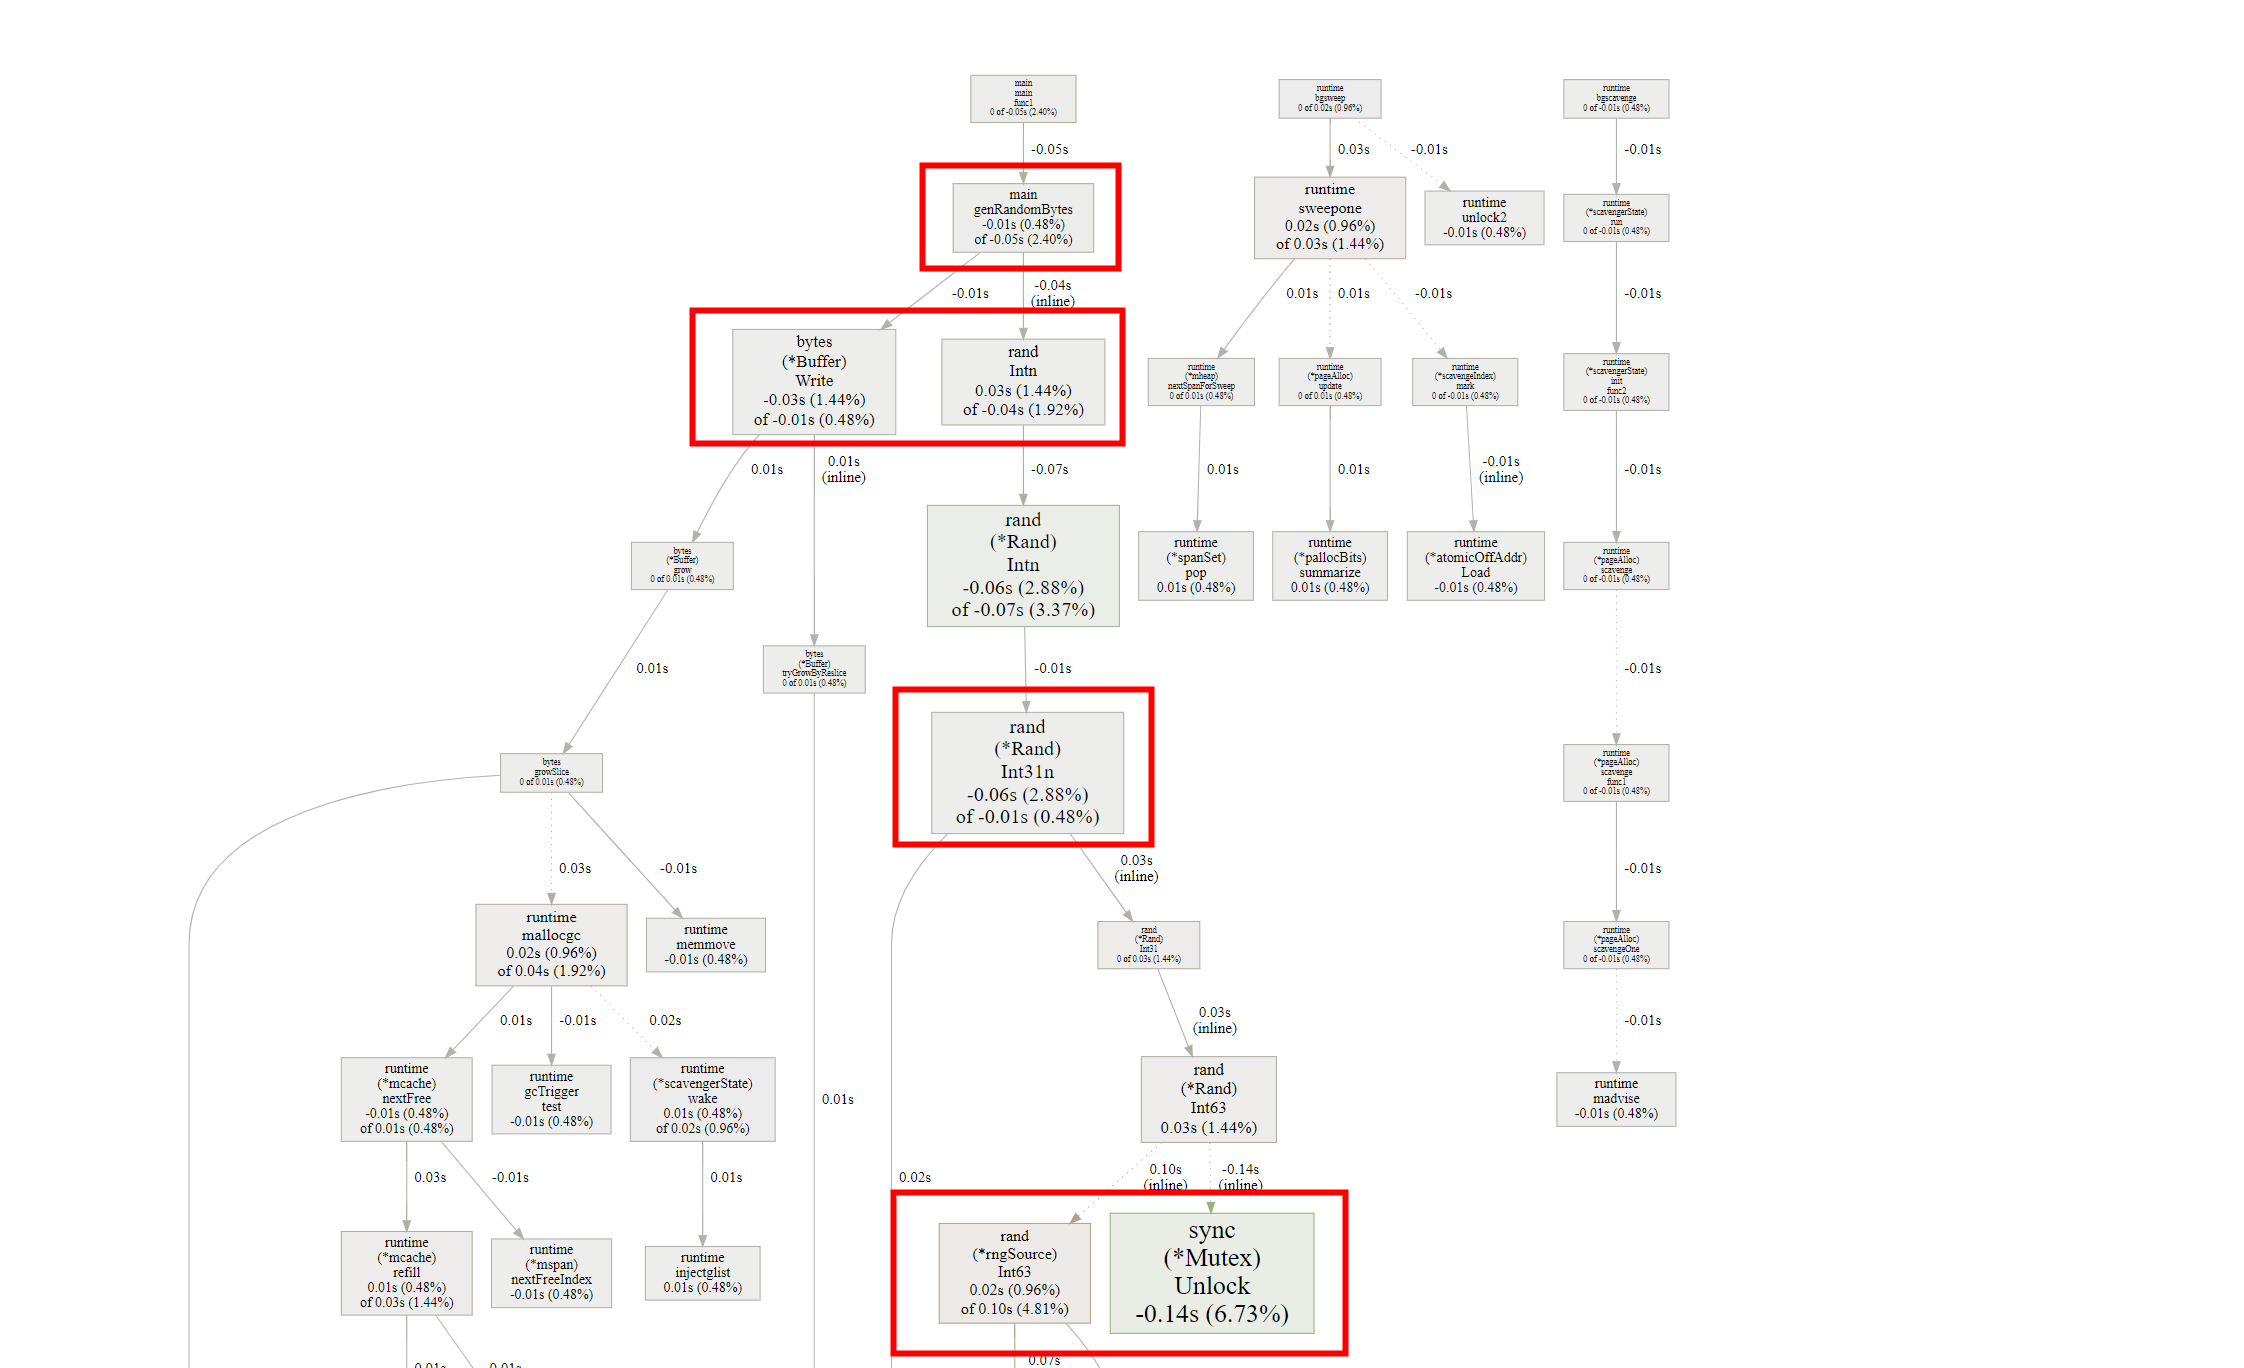 main
main
func1
0 of -0.05s (2.40%)
runtime
bgsweep
0 of 0.02s (0.96%)
runtime
bgscavenge
0 of -0.01s (0.48%)
-0.05s
0.03s
-0.01s
-0.01s
main
genRandomBytes
-0.01s (0.48%)
of -0.05s (2.40%)
runtime
sweepone
0.02s (0.96%)
of 0.03s (1.44%)
runtime
unlock2
-0.01s (0.48%)
runtime
(*scavengerState)
run
0 of -0.01s (0.48%)
-0.01s
-0.04s
(inline)
0.01s
0.01s
-0.01s
-0.01s
bytes
(*Buffer)
Write
-0.03s (1.44%)
of -0.01s (0.48%)
rand
Intn
0.03s (1.44%)
of -0.04s (1.92%)
runtime
(*mheap)
nextSpanForSweep
0 of 0.01s (0.48%)
runtime
(*pageAlloc)
update
0 of 0.01s (0.48%)
runtime
(*scavengeIndex)
mark
0 of -0.01s (0.48%)
runtime
(*scavengerState)
init
func2
0 of -0.01s (0.48%)
0.01s
0.01s
(inline)
-0.07s
0.01s
0.01s
-0.01s
(inline)
-0.01s
bytes
(*Buffer)
grow
0 of 0.01s (0.48%)
rand
(*Rand)
Intn
-0.06s (2.88%)
of -0.07s (3.37%)
runtime
(*spanSet)
pop
0.01s (0.48%)
runtime
(*pallocBits)
summarize
0.01s (0.48%)
runtime
(*atomicOffAddr)
Load
-0.01s (0.48%)
runtime
(*pageAlloc)
scavenge
0 of -0.01s (0.48%)
0.01s
bytes
(*Buffer)
tryGrowByReslice
0 of 0.01s (0.48%)
-0.01s
-0.01s
bytes
growSlice
0 of 0.01s (0.48%)
rand
(*Rand)
Int31n
-0.06s (2.88%)
of -0.01s (0.48%)
runtime
(*pageAlloc)
scavenge
func1
0 of -0.01s (0.48%)
0.03s
-0.01s
0.03s
(inline)
-0.01s
runtime
mallocgc
0.02s (0.96%)
of 0.04s (1.92%)
runtime
memmove
-0.01s (0.48%)
rand
(*Rand)
Int31
0 of 0.03s (1.44%)
runtime
(*pageAlloc)
scavengeOne
0 of -0.01s (0.48%)
0.01s
-0.01s
0.02s
0.03s
(inline)
-0.01s
runtime
(*mcache)
nextFree
-0.01s (0.48%)
of 0.01s (0.48%)
runtime
gcTrigger
test
-0.01s (0.48%)
runtime
(*scavengerState)
wake
0.01s (0.48%)
of 0.02s (0.96%)
0.01s
rand
(*Rand)
Int63
0.03s (1.44%)
runtime
madvise
-0.01s (0.48%)
0.03s
-0.01s
0.01s
0.02s
0.10s
(inline)
-0.14s
(inline)
runtime
(*mcache)
refill
0.01s (0.48%)
of 0.03s (1.44%)
runtime
(*mspan)
nextFreeIndex
-0.01s (0.48%)
runtime
injectglist
0.01s (0.48%)
rand
(*rngSource)
Int63
0.02s (0.96%)
of 0.10s (4.81%)
sync
(*Mutex)
Unlock
-0.14s (6.73%)
0.01s
0.01s
0.07s